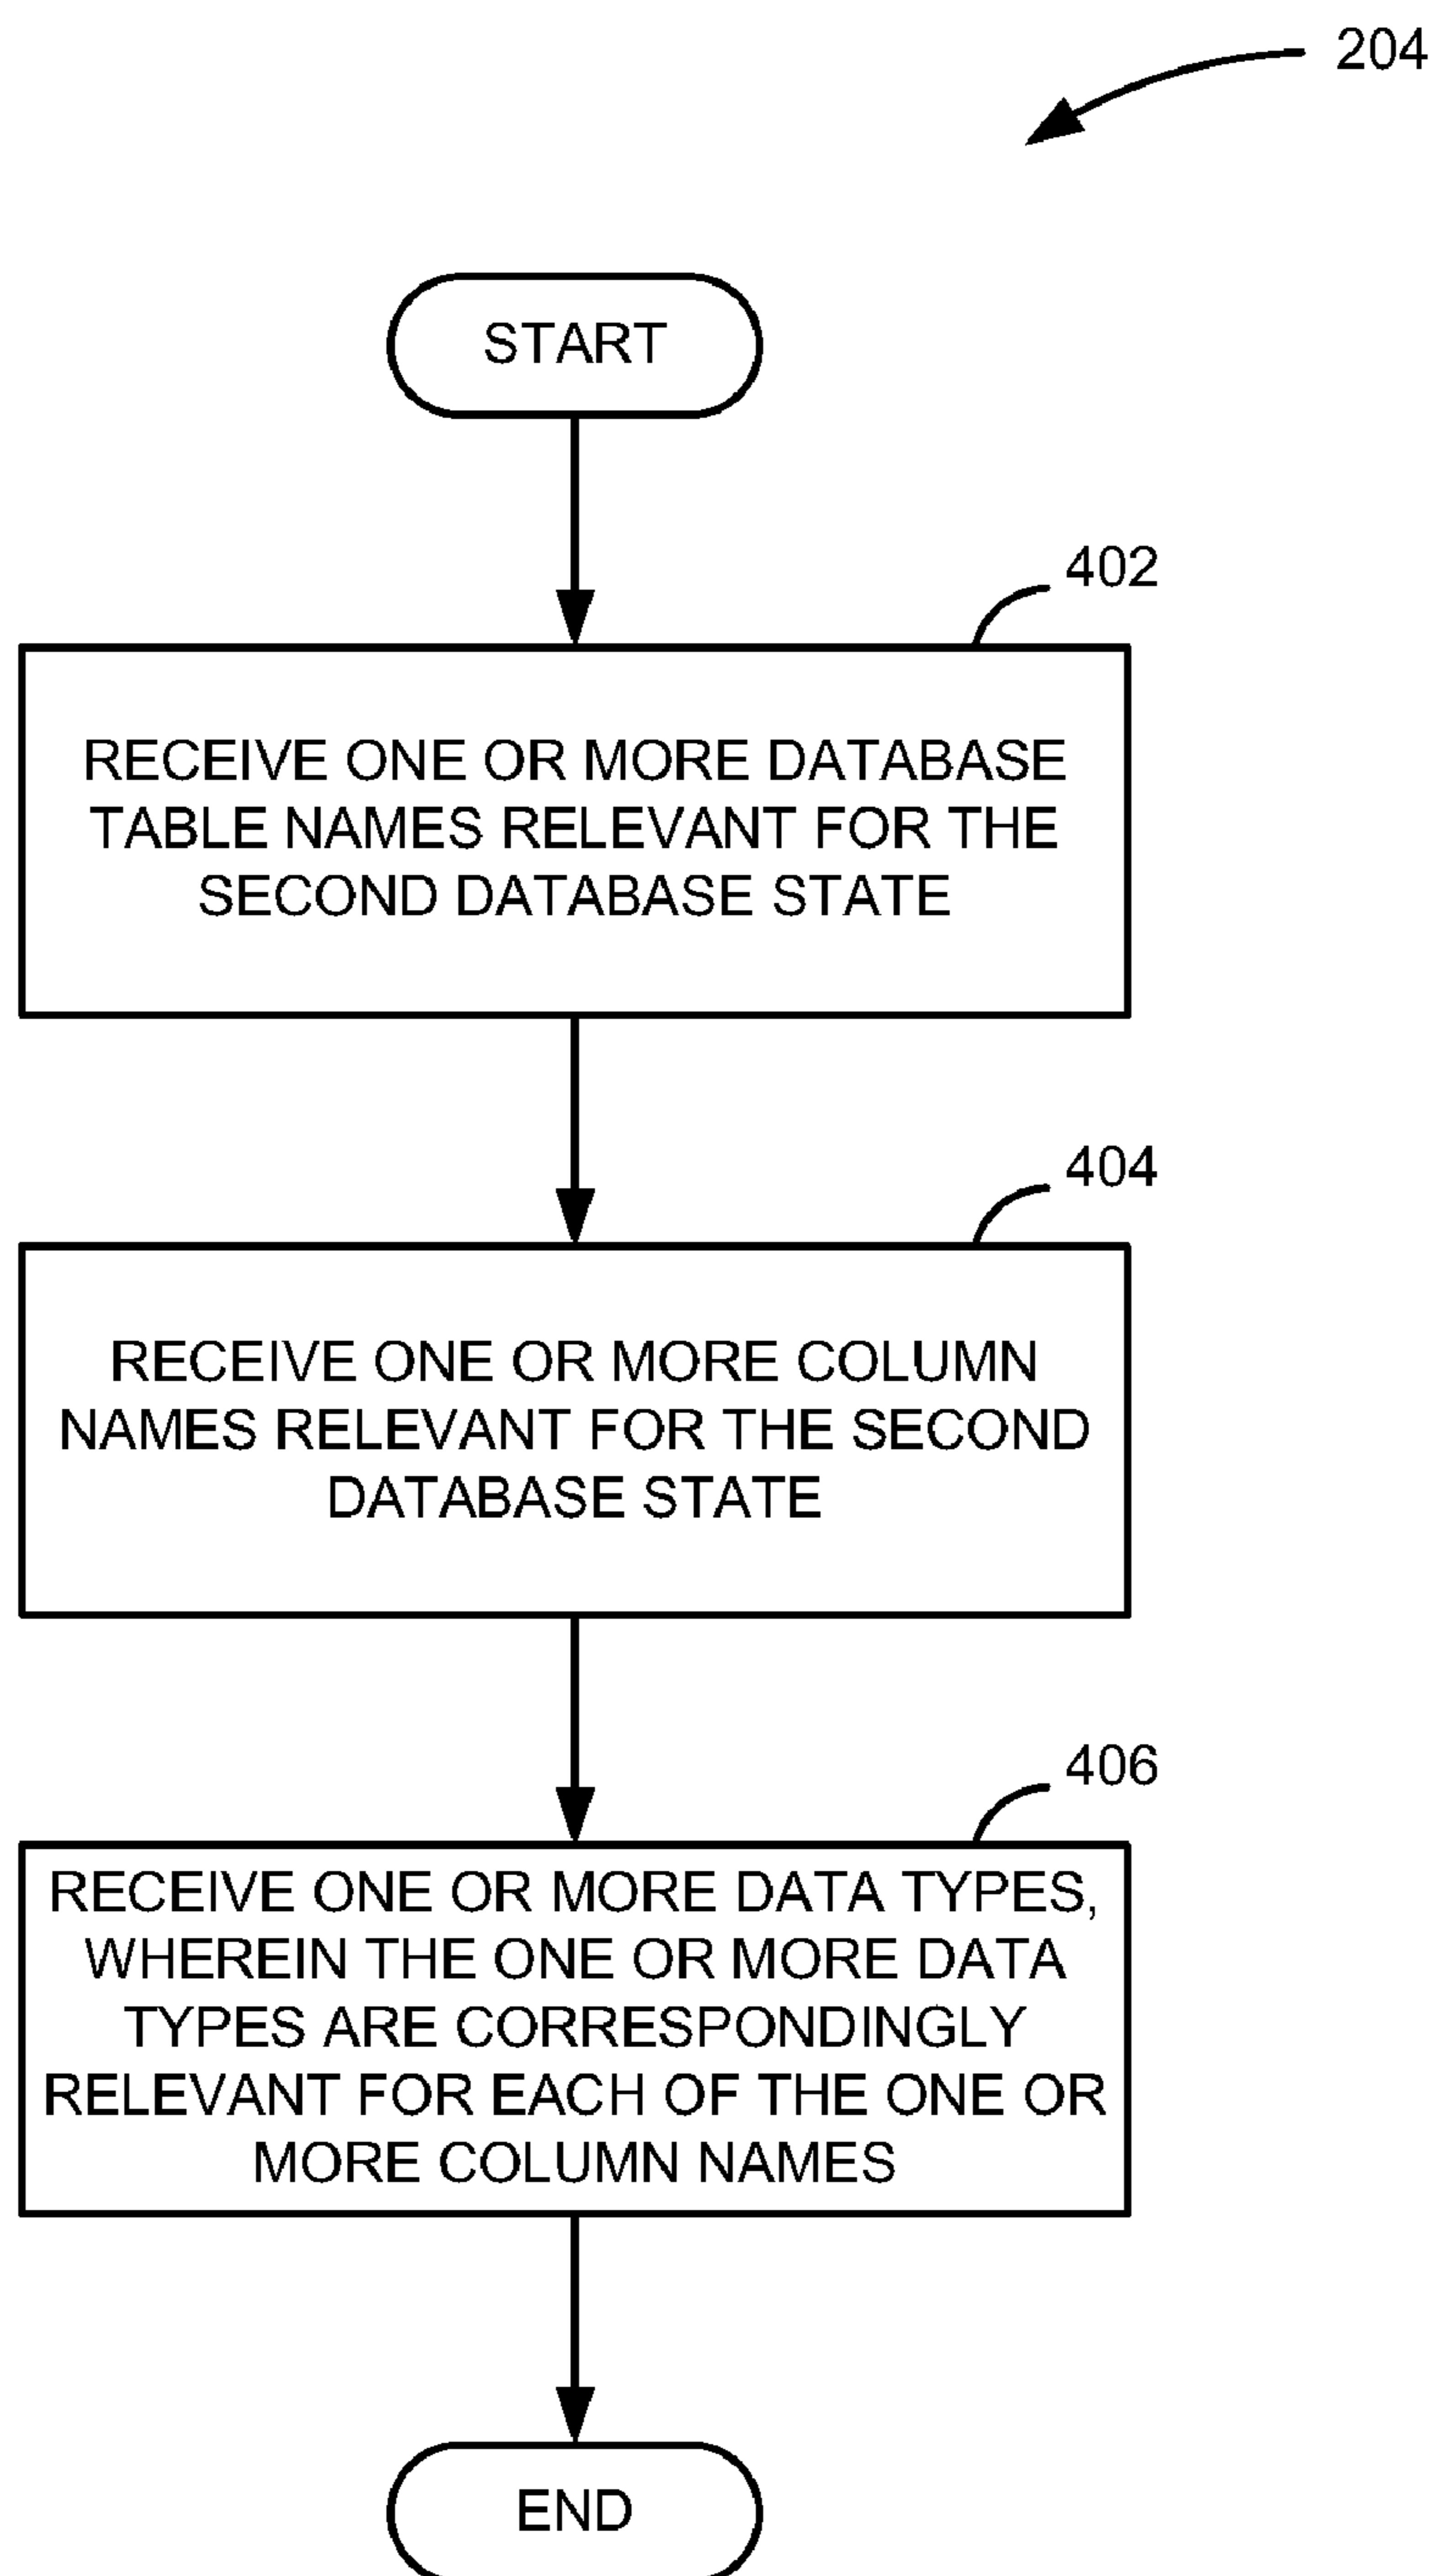 204
START
402
RECEIVE ONE OR MORE DATABASE
TABLE NAMES RELEVANT FOR THE
SECOND DATABASE STATE
404
RECEIVE ONE OR MORE COLUMN
NAMES RELEVANT FOR THE SECOND
DATABASE STATE
406
RECEIVE ONE OR MORE DATA TYPES,
WHEREIN THE ONE OR MORE DATA
TYPES ARE CORRESPONDINGLY
RELEVANT FOR EACH OF THE ONE OR
MORE COLUMN NAMES
END